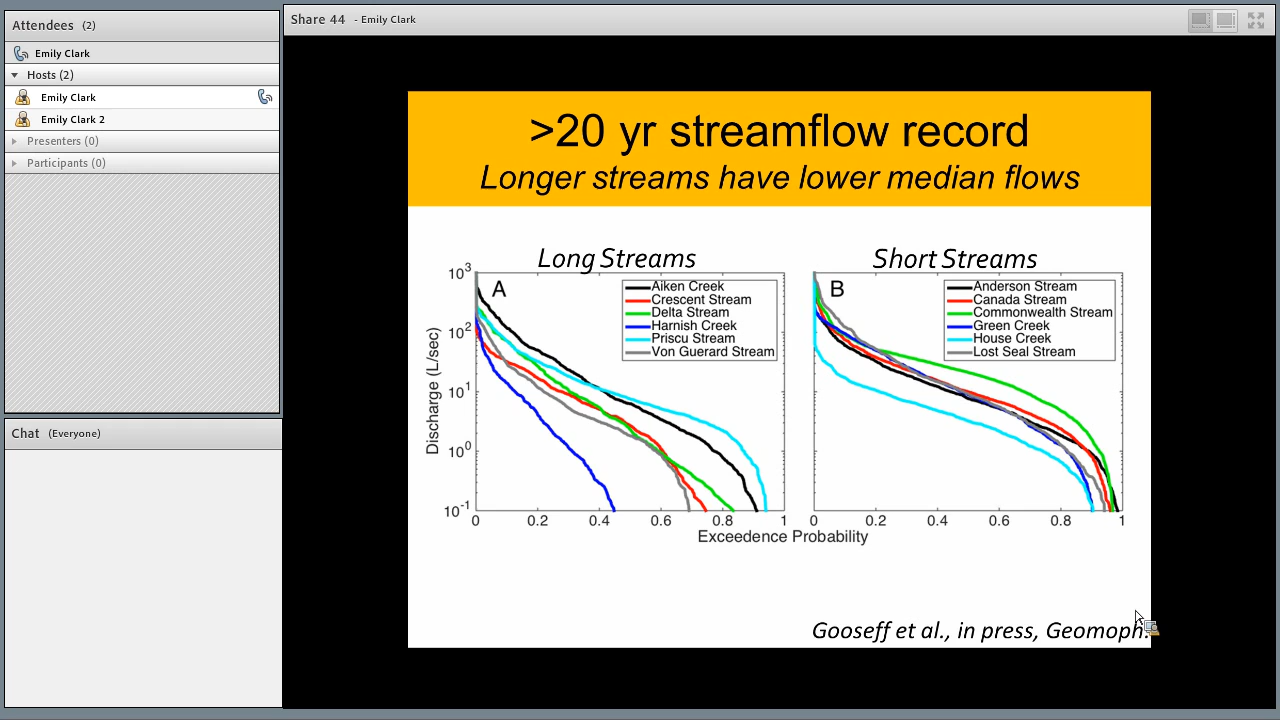 Attendees (2)
Emily Clark
Hosts (2)
Emily Clark
Emily Clark 2
Presenters (0)
Participants (0)
Chat (Everyone)
Share 44 - Emily Clark
>20 yr streamflow record
Longer streams have lower median flows
Long Streams
A
Aiken Creek
Crescent Stream
Delta Stream
Harnish Creek
Priscu Stream
Von Guerard Stream
Discharge (L/sec)
10³
10²
10¹
10⁰
10⁻¹
0 0.2 0.4 0.6 0.8 1
Short Streams
B
Anderson Stream
Canada Stream
Commonwealth Stream
Green Creek
House Creek
Lost Seal Stream
0 0.2 0.4 0.6 0.8 1
Exceedence Probability
Gooseff et al., in press, Geomoph.